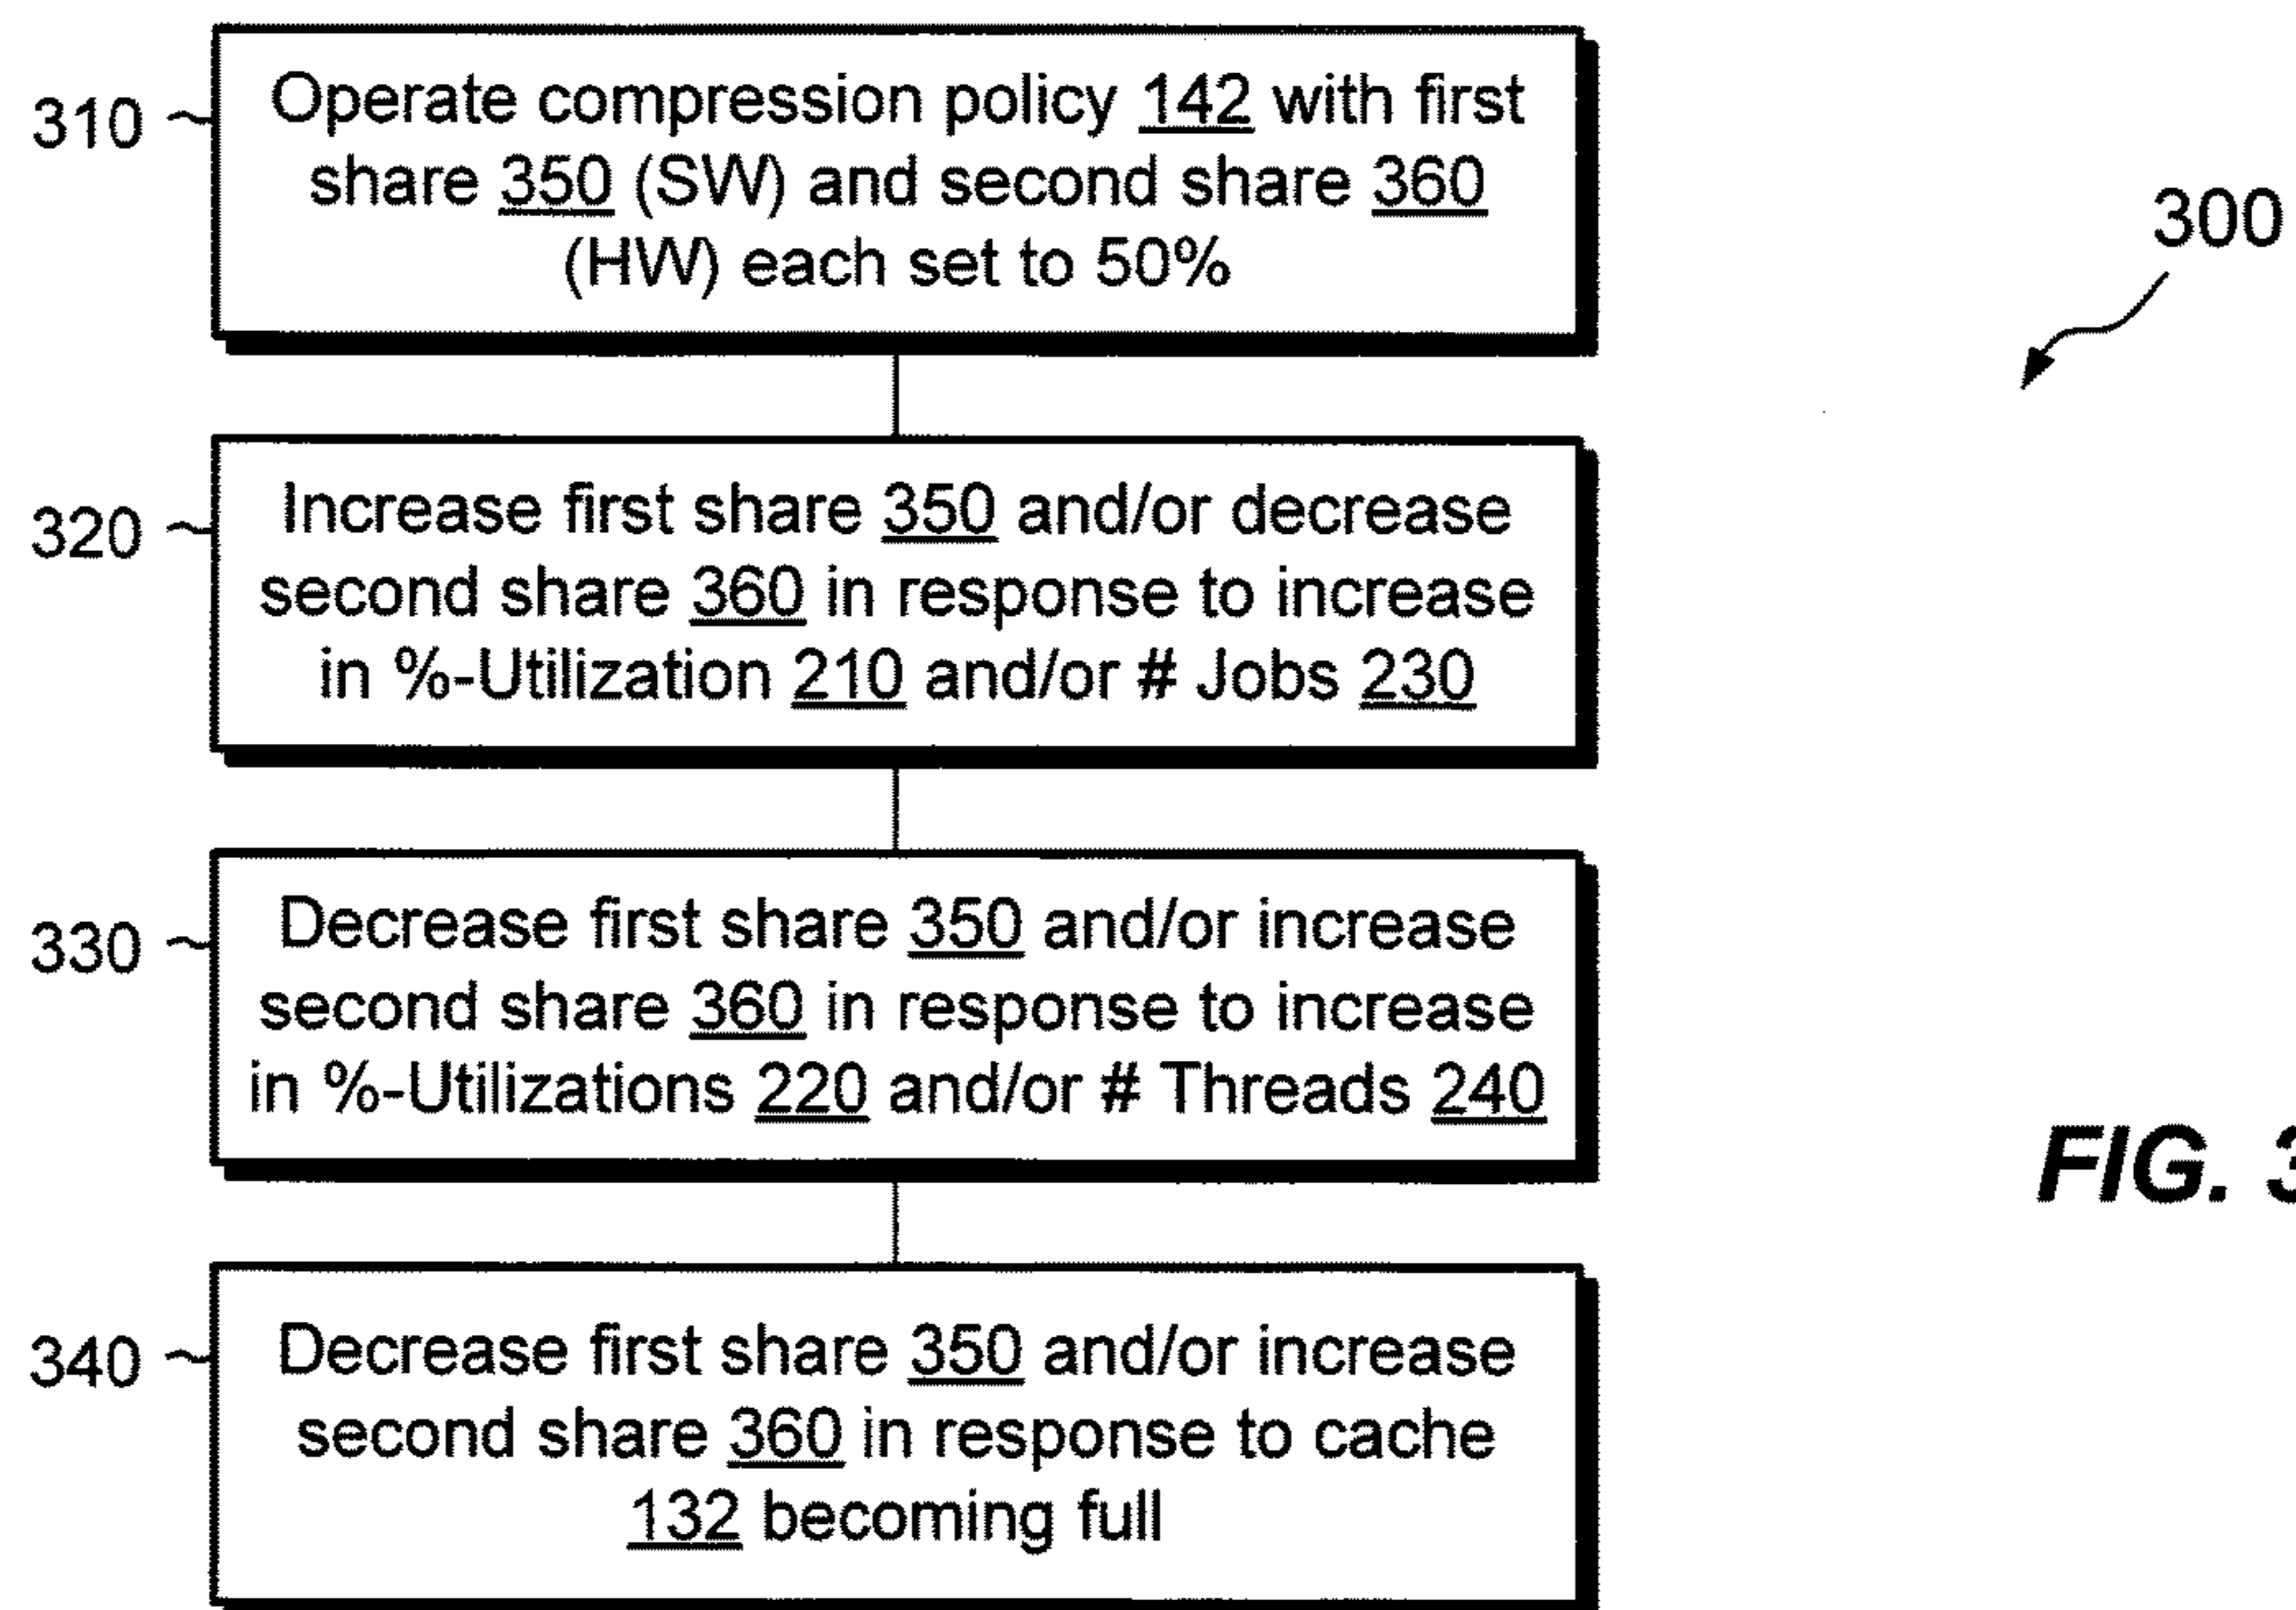 310
Operate compression policy 142 with first
share 350 (SW) and second share 360
(HW) each set to 50%
300
320
Increase first share 350 and/or decrease
second share 360 in response to increase
in %-Utilization 210 and/or # Jobs 230
330
Decrease first share 350 and/or increase
second share 360 in response to increase
in %-Utilizations 220 and/or # Threads 240
FIG. 3
340
Decrease first share 350 and/or increase
second share 360 in response to cache
132 becoming full